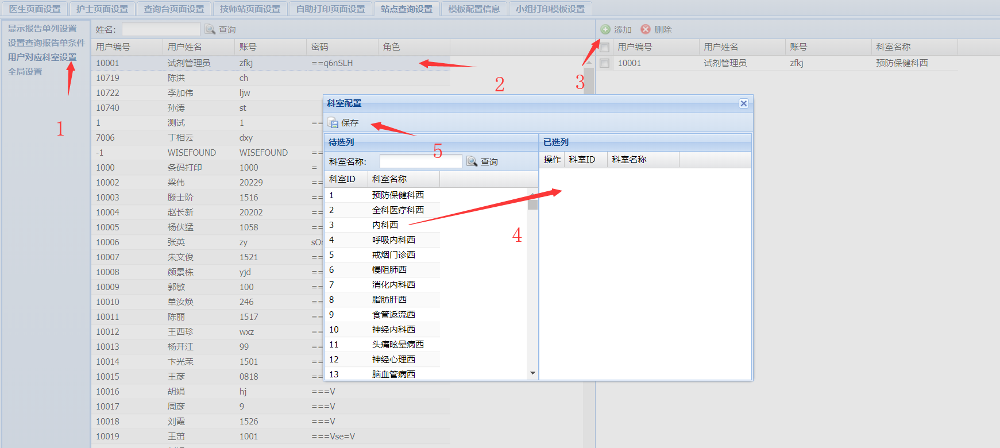 医生页面设置 护士页面设置 查询台页面设置 技师站页面设置 自助打印页面设置 站点查询设置 模板配置信息 小组打印模板设置
显示报告单列设置
设置查询报告单条件
用户对应科室设置
全局设置
1
姓名: 查询
用户编号 用户姓名 账号 密码 角色
10001 试剂管理员 zfkj ==q6nSLH
10719 陈洪 ch
10722 李加伟 ljw
10740 孙涛 st
1 测试 1 ==
7006 丁相云 dxy
-1 WISEFOUND WISEFOUND ==
1000 条码打印 1000 =
10002 梁伟 20229 ==
10003 滕士阶 1516 ==
10004 赵长新 20202 ==
10005 杨伏猛 1058 ==
10006 张英 zy
10007 朱文俊 1521 ==
10008 颜景栋 yjd ==
10009 郭敏 100 ==
10010 单汝焕 246 ==
10011 陈丽 1517 ==
10012 王西珍 wxz ==
10013 杨开江 99 ==
10014 卞光荣 1501 ==
10015 王彦 0818 ==
10016 胡娟 hj ===V
10017 周彦 9 ===V
10018 刘霞 1526 ===V
10019 王茁 1001 ===Vse=V
2
添加 删除
3
用户编号 用户姓名 账号 科室名称
10001 试剂管理员 zfkj 预防保健科西
科室配置
保存
5
待选列
科室名称: 查询
科室ID 科室名称
1 预防保健科西
2 全科医疗科西
3 内科西
4 呼吸内科西
5 戒烟门诊西
6 慢阻肺西
7 消化内科西
8 脂肪肝西
9 食管返流西
10 神经内科西
11 头痛眩晕病西
12 神经心理西
13 脑血管病西
4
已选列
操作 科室ID 科室名称